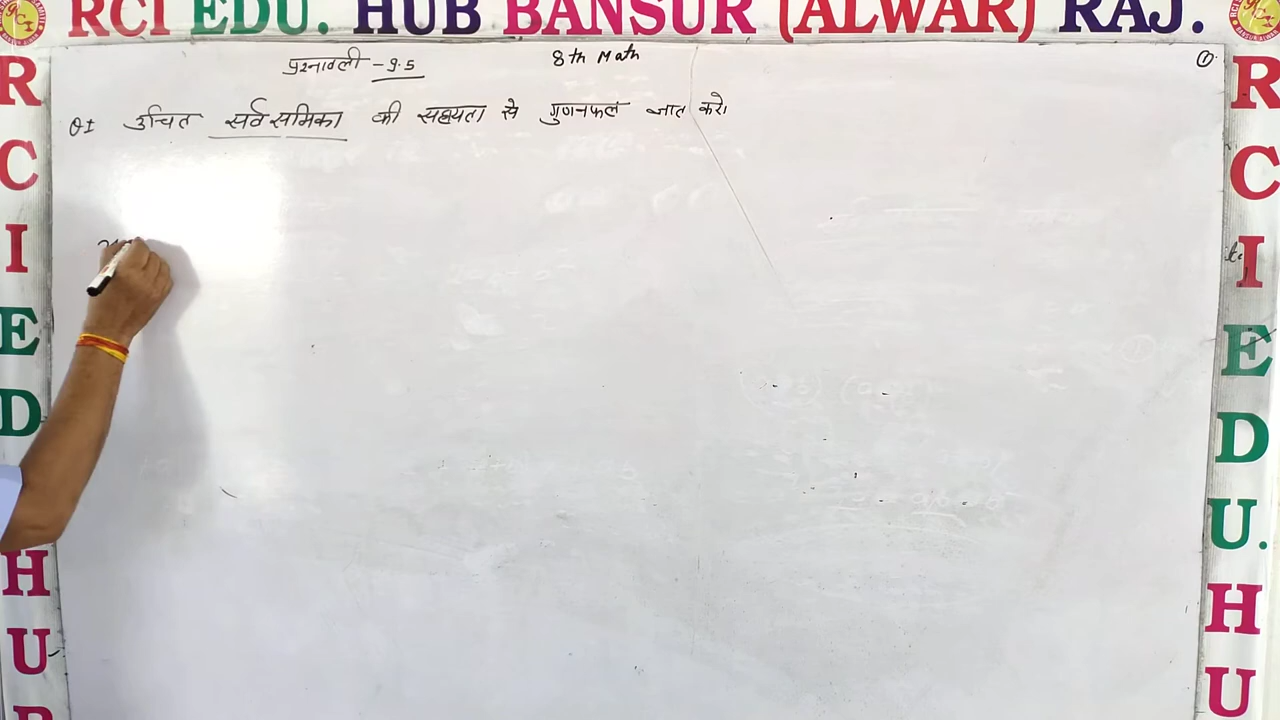 RCI EDU. HUB BANSUR (ALWAR) RAJ.
प्रश्नावली - 9.5 8th Math
Q1 उचित सर्वसमिका की सहायता से गुणनफल ज्ञात करो।
1
R
C
I
E
D
H
U
B
R
C
I
E
D
U.
H
U